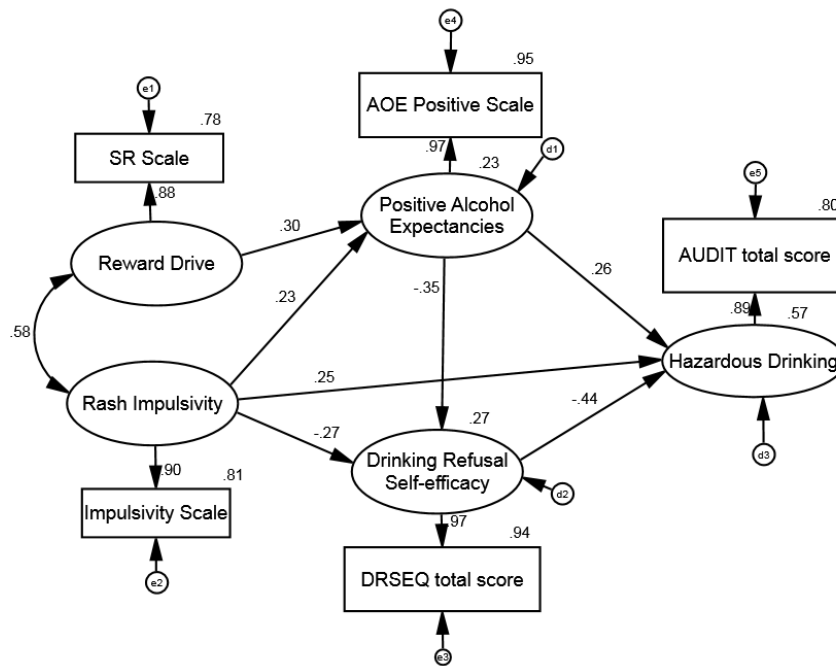 e4
.95
AOE Positive Scale
.97
.23
d1
e1
.78
SR Scale
.88
Positive Alcohol
Expectancies
e5
.80
AUDIT total score
.89
.57
Reward Drive
.30
.26
.23
-.35
.58
Hazardous Drinking
Rash Impulsivity
.25
-.44
-.27
.27
Drinking Refusal
Self-efficacy
d2
d3
.90
.81
Impulsivity Scale
.97
.94
DRSEQ total score
e2
e3